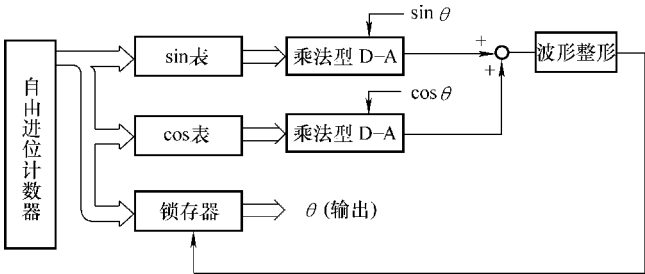 自由进位计数器
sin表
乘法型 D-A
sin θ
+
+
波形整形
cos表
乘法型 D-A
cosθ
锁存器
θ (输出)